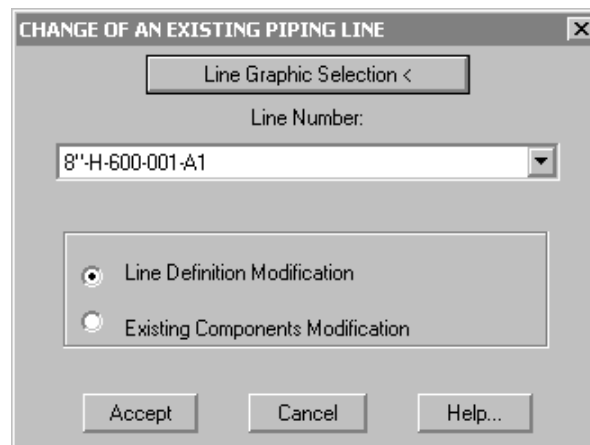 CHANGE OF AN EXISTING PIPING LINE
Line Graphic Selection <
Line Number:
8"-H-600-001-A1
Line Definition Modification
Existing Components Modification
Accept Cancel Help...